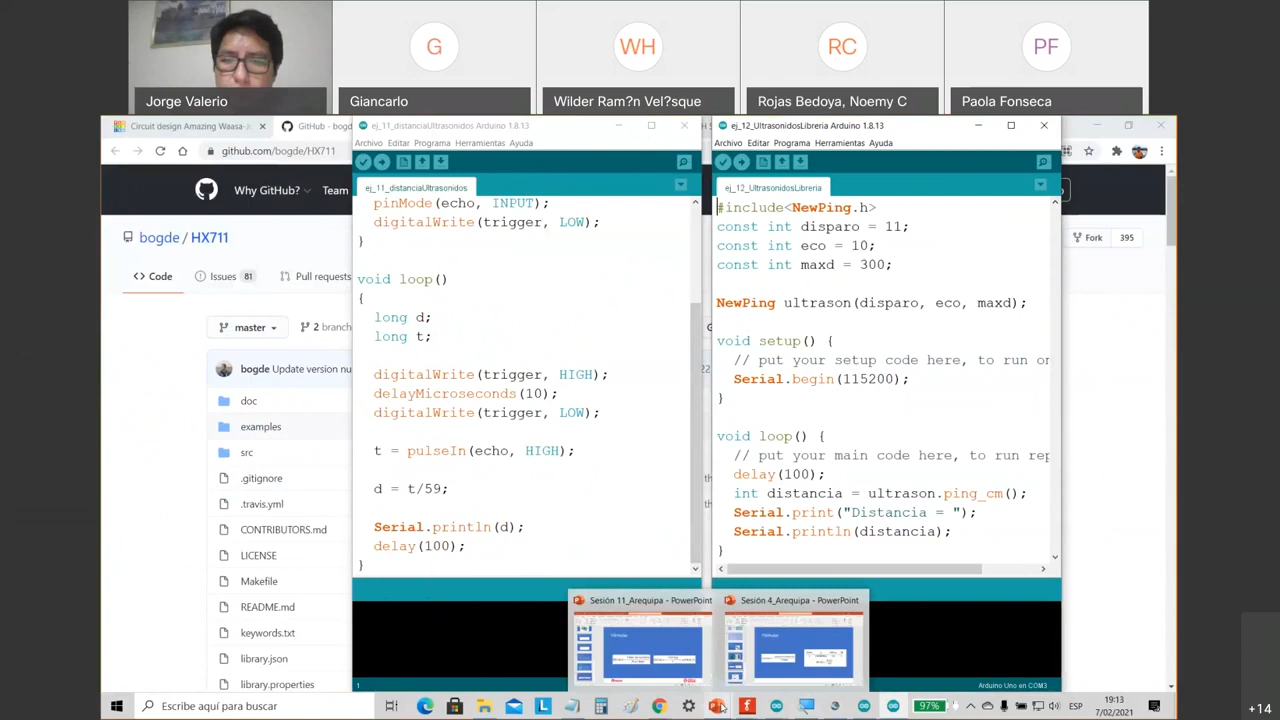 G
WH
RC
PF
Jorge Valerio
Giancarlo
Wilder Ram?n Vel?sque
Rojas Bedoya, Noemy C
Paola Fonseca
Circuit design Amazing Waasa-J
GitHub - bogd
github.com/bogde/HX711
Why GitHub?
Team
bogde / HX711
Fork
395
Code
Issues
81
Pull requests
master
2 branch
bogde Update version nu
doc
examples
src
.gitignore
.travis.yml
CONTRIBUTORS.md
LICENSE
Makefile
README.md
keywords.txt
library.json
library.properties
ej_11_distanciaUltrasonidos Arduino 1.8.13
Archivo Editar Programa Herramientas Ayuda
ej_11_distanciaUltrasonidos
pinMode(echo, INPUT);
digitalWrite(trigger, LOW);
}
void loop()
{
long d;
long t;
digitalWrite(trigger, HIGH);
delayMicroseconds(10);
digitalWrite(trigger, LOW);
t = pulseIn(echo, HIGH);
d = t/59;
Serial.println(d);
delay(100);
}
ej_12_UltrasonidosLibreria Arduino 1.8.13
Archivo Editar Programa Herramientas Ayuda
ej_12_UltrasonidosLibreria
#include<NewPing.h>
const int disparo = 11;
const int eco = 10;
const int maxd = 300;
NewPing ultrason(disparo, eco, maxd);
void setup() {
// put your setup code here, to run on
Serial.begin(115200);
}
void loop() {
// put your main code here, to run rep
delay(100);
int distancia = ultrason.ping_cm();
Serial.print("Distancia = ");
Serial.println(distancia);
}
Sesión 11_Arequipa - PowerPoint
Sesión 4_Arequipa - PowerPoint
1
Arduino Uno en COM3
Escribe aquí para buscar
97%
ESP
19:13
7/02/2021
+14